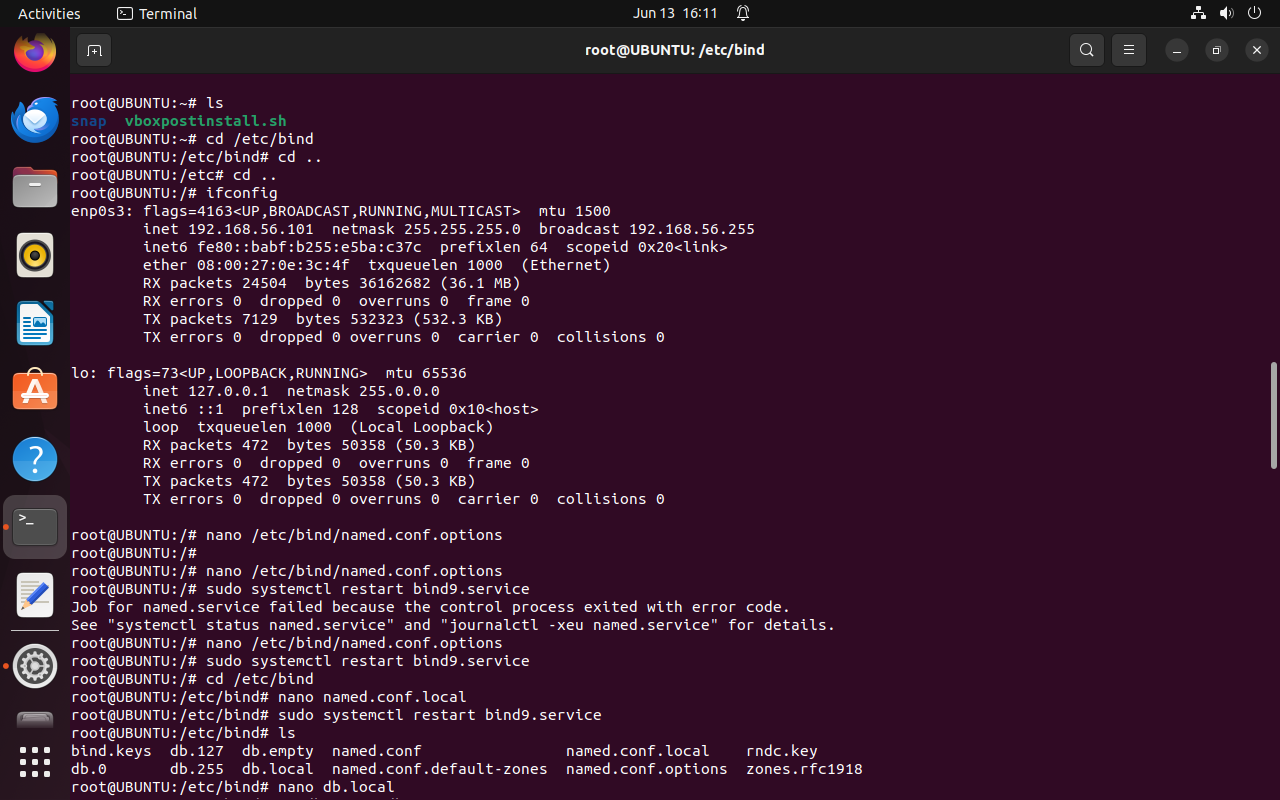 Activities Terminal Jun 13 16:11
root@UBUNTU: /etc/bind
root@UBUNTU:~# ls
snap  vboxpostinstall.sh
root@UBUNTU:~# cd /etc/bind
root@UBUNTU:/etc/bind# cd ..
root@UBUNTU:/etc# cd ..
root@UBUNTU:/# ifconfig
enp0s3: flags=4163<UP,BROADCAST,RUNNING,MULTICAST>  mtu 1500
        inet 192.168.56.101  netmask 255.255.255.0  broadcast 192.168.56.255
        inet6 fe80::babf:b255:e5ba:c37c  prefixlen 64  scopeid 0x20<link>
        ether 08:00:27:0e:3c:4f  txqueuelen 1000  (Ethernet)
        RX packets 24504  bytes 36162682 (36.1 MB)
        RX errors 0  dropped 0  overruns 0  frame 0
        TX packets 7129  bytes 532323 (532.3 KB)
        TX errors 0  dropped 0 overruns 0  carrier 0  collisions 0
lo: flags=73<UP,LOOPBACK,RUNNING>  mtu 65536
        inet 127.0.0.1  netmask 255.0.0.0
        inet6 ::1  prefixlen 128  scopeid 0x10<host>
        loop  txqueuelen 1000  (Local Loopback)
        RX packets 472  bytes 50358 (50.3 KB)
        RX errors 0  dropped 0  overruns 0  frame 0
        TX packets 472  bytes 50358 (50.3 KB)
        TX errors 0  dropped 0 overruns 0  carrier 0  collisions 0
root@UBUNTU:/# nano /etc/bind/named.conf.options
root@UBUNTU:/#
root@UBUNTU:/# nano /etc/bind/named.conf.options
root@UBUNTU:/# sudo systemctl restart bind9.service
Job for named.service failed because the control process exited with error code.
See "systemctl status named.service" and "journalctl -xeu named.service" for details.
root@UBUNTU:/# nano /etc/bind/named.conf.options
root@UBUNTU:/# sudo systemctl restart bind9.service
root@UBUNTU:/# cd /etc/bind
root@UBUNTU:/etc/bind# nano named.conf.local
root@UBUNTU:/etc/bind# sudo systemctl restart bind9.service
root@UBUNTU:/etc/bind# ls
bind.keys  db.127  db.empty  named.conf                named.conf.local    rndc.key
db.0       db.255  db.local  named.conf.default-zones  named.conf.options  zones.rfc1918
root@UBUNTU:/etc/bind# nano db.local